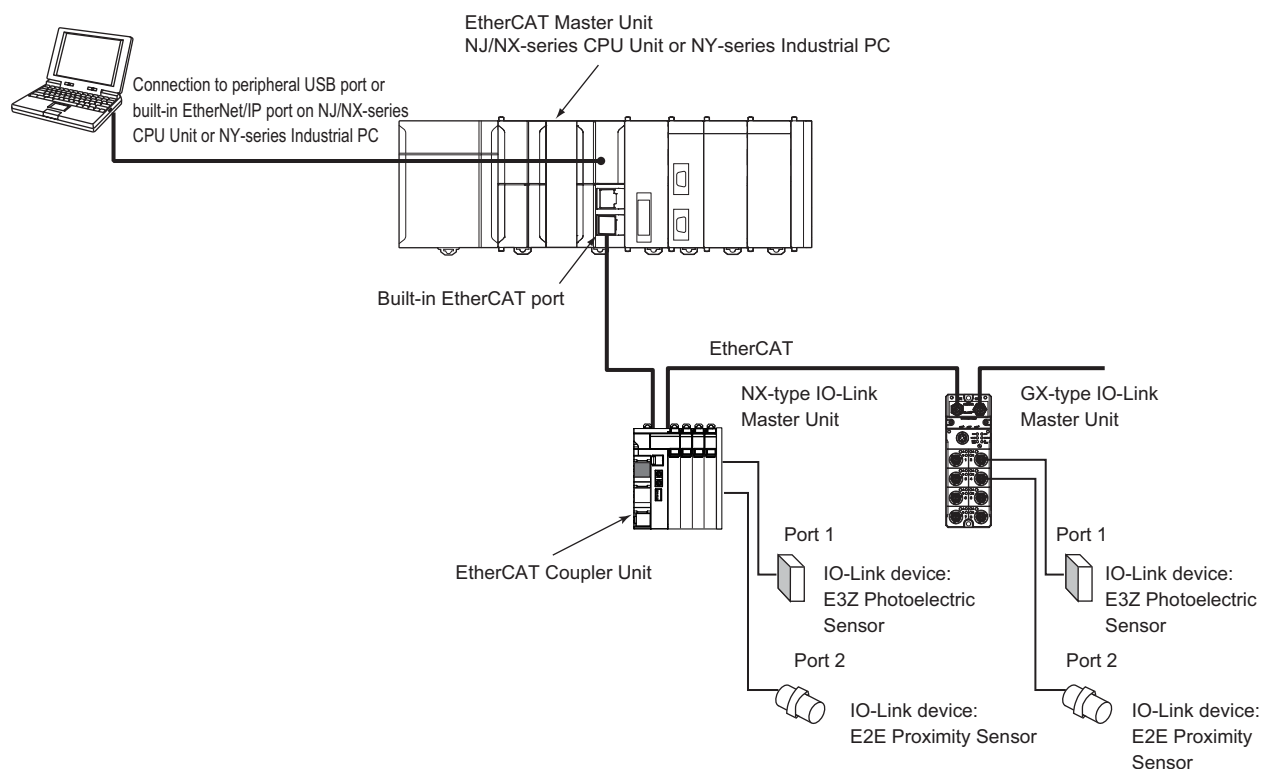 EtherCAT Master Unit
NJ/NX-series CPU Unit or NY-series Industrial PC
Connection to peripheral USB port or
built-in EtherNet/IP port on NJ/NX-series
CPU Unit or NY-series Industrial PC
Built-in EtherCAT port
EtherCAT
NX-type IO-Link
Master Unit
GX-type IO-Link
Master Unit
EtherCAT Coupler Unit
Port 1
IO-Link device:
E3Z Photoelectric
Sensor
Port 2
IO-Link device:
E2E Proximity Sensor
Port 1
IO-Link device:
E3Z Photoelectric
Sensor
Port 2
IO-Link device:
E2E Proximity
Sensor